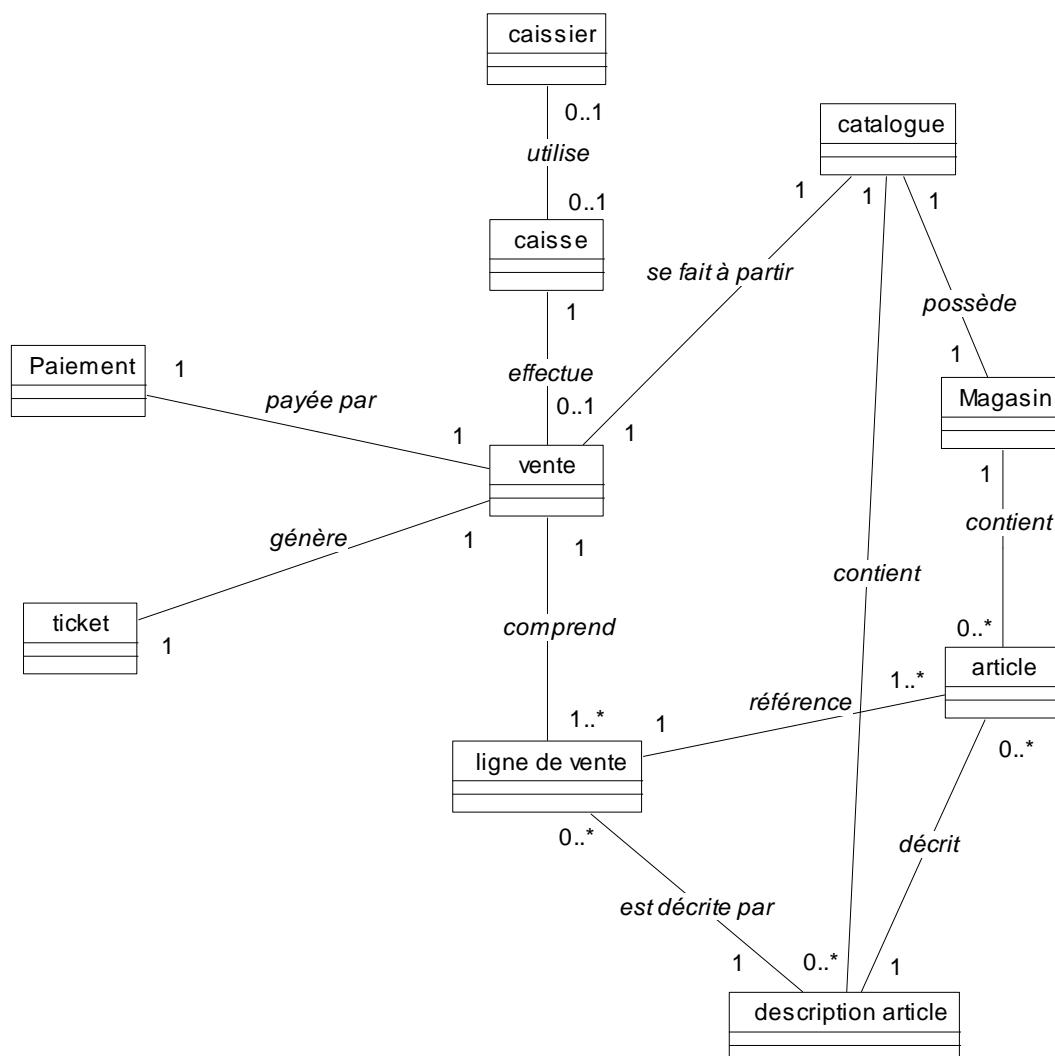 caissier
0..1
catalogue
utilise
1
1
1
0..1
caisse
se fait à partir
possède
1
Paiement
1
effectue
1
payée par
0..1
Magasin
1
1
vente
1
génère
1
1
contient
contient
ticket
1
comprend
0..*
article
1..*
référence
1..*
1
0..*
ligne de vente
0..*
décrit
est décrite par
1
0..*
1
description article